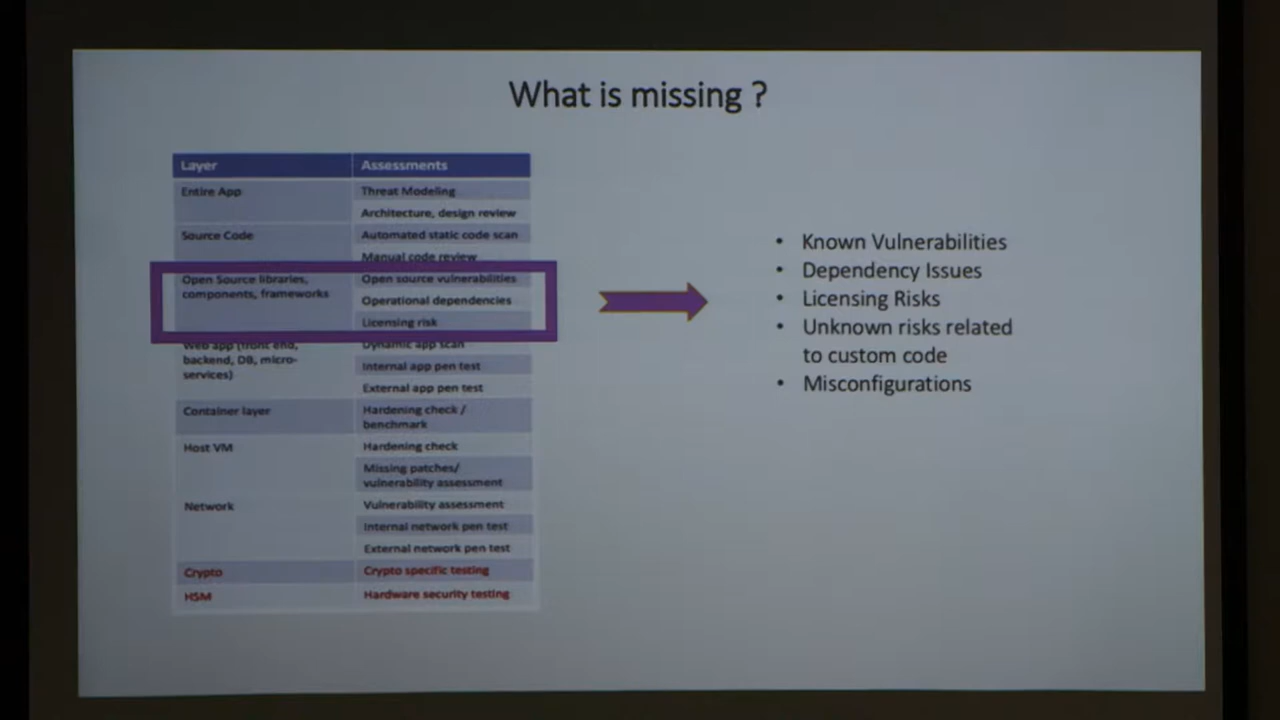 What is missing ?
Layer Assessments
Entire App Threat Modeling
Architecture, design review
Source Code Automated static code scan
Manual code review
Open Source libraries, Open source vulnerabilities
components, frameworks Operational dependencies
Licensing risk
Web app (front end, Dynamic app scan
backend, DB, micro- Internal app pen test
services)
External app pen test
Container layer Hardening check /
benchmark
Host VM Hardening check
Missing patches/
vulnerability assessment
Network Vulnerability assessment
Internal network pen test
External network pen test
Crypto Crypto specific testing
HSM Hardware security testing
• Known Vulnerabilities
• Dependency Issues
• Licensing Risks
• Unknown risks related
to custom code
• Misconfigurations